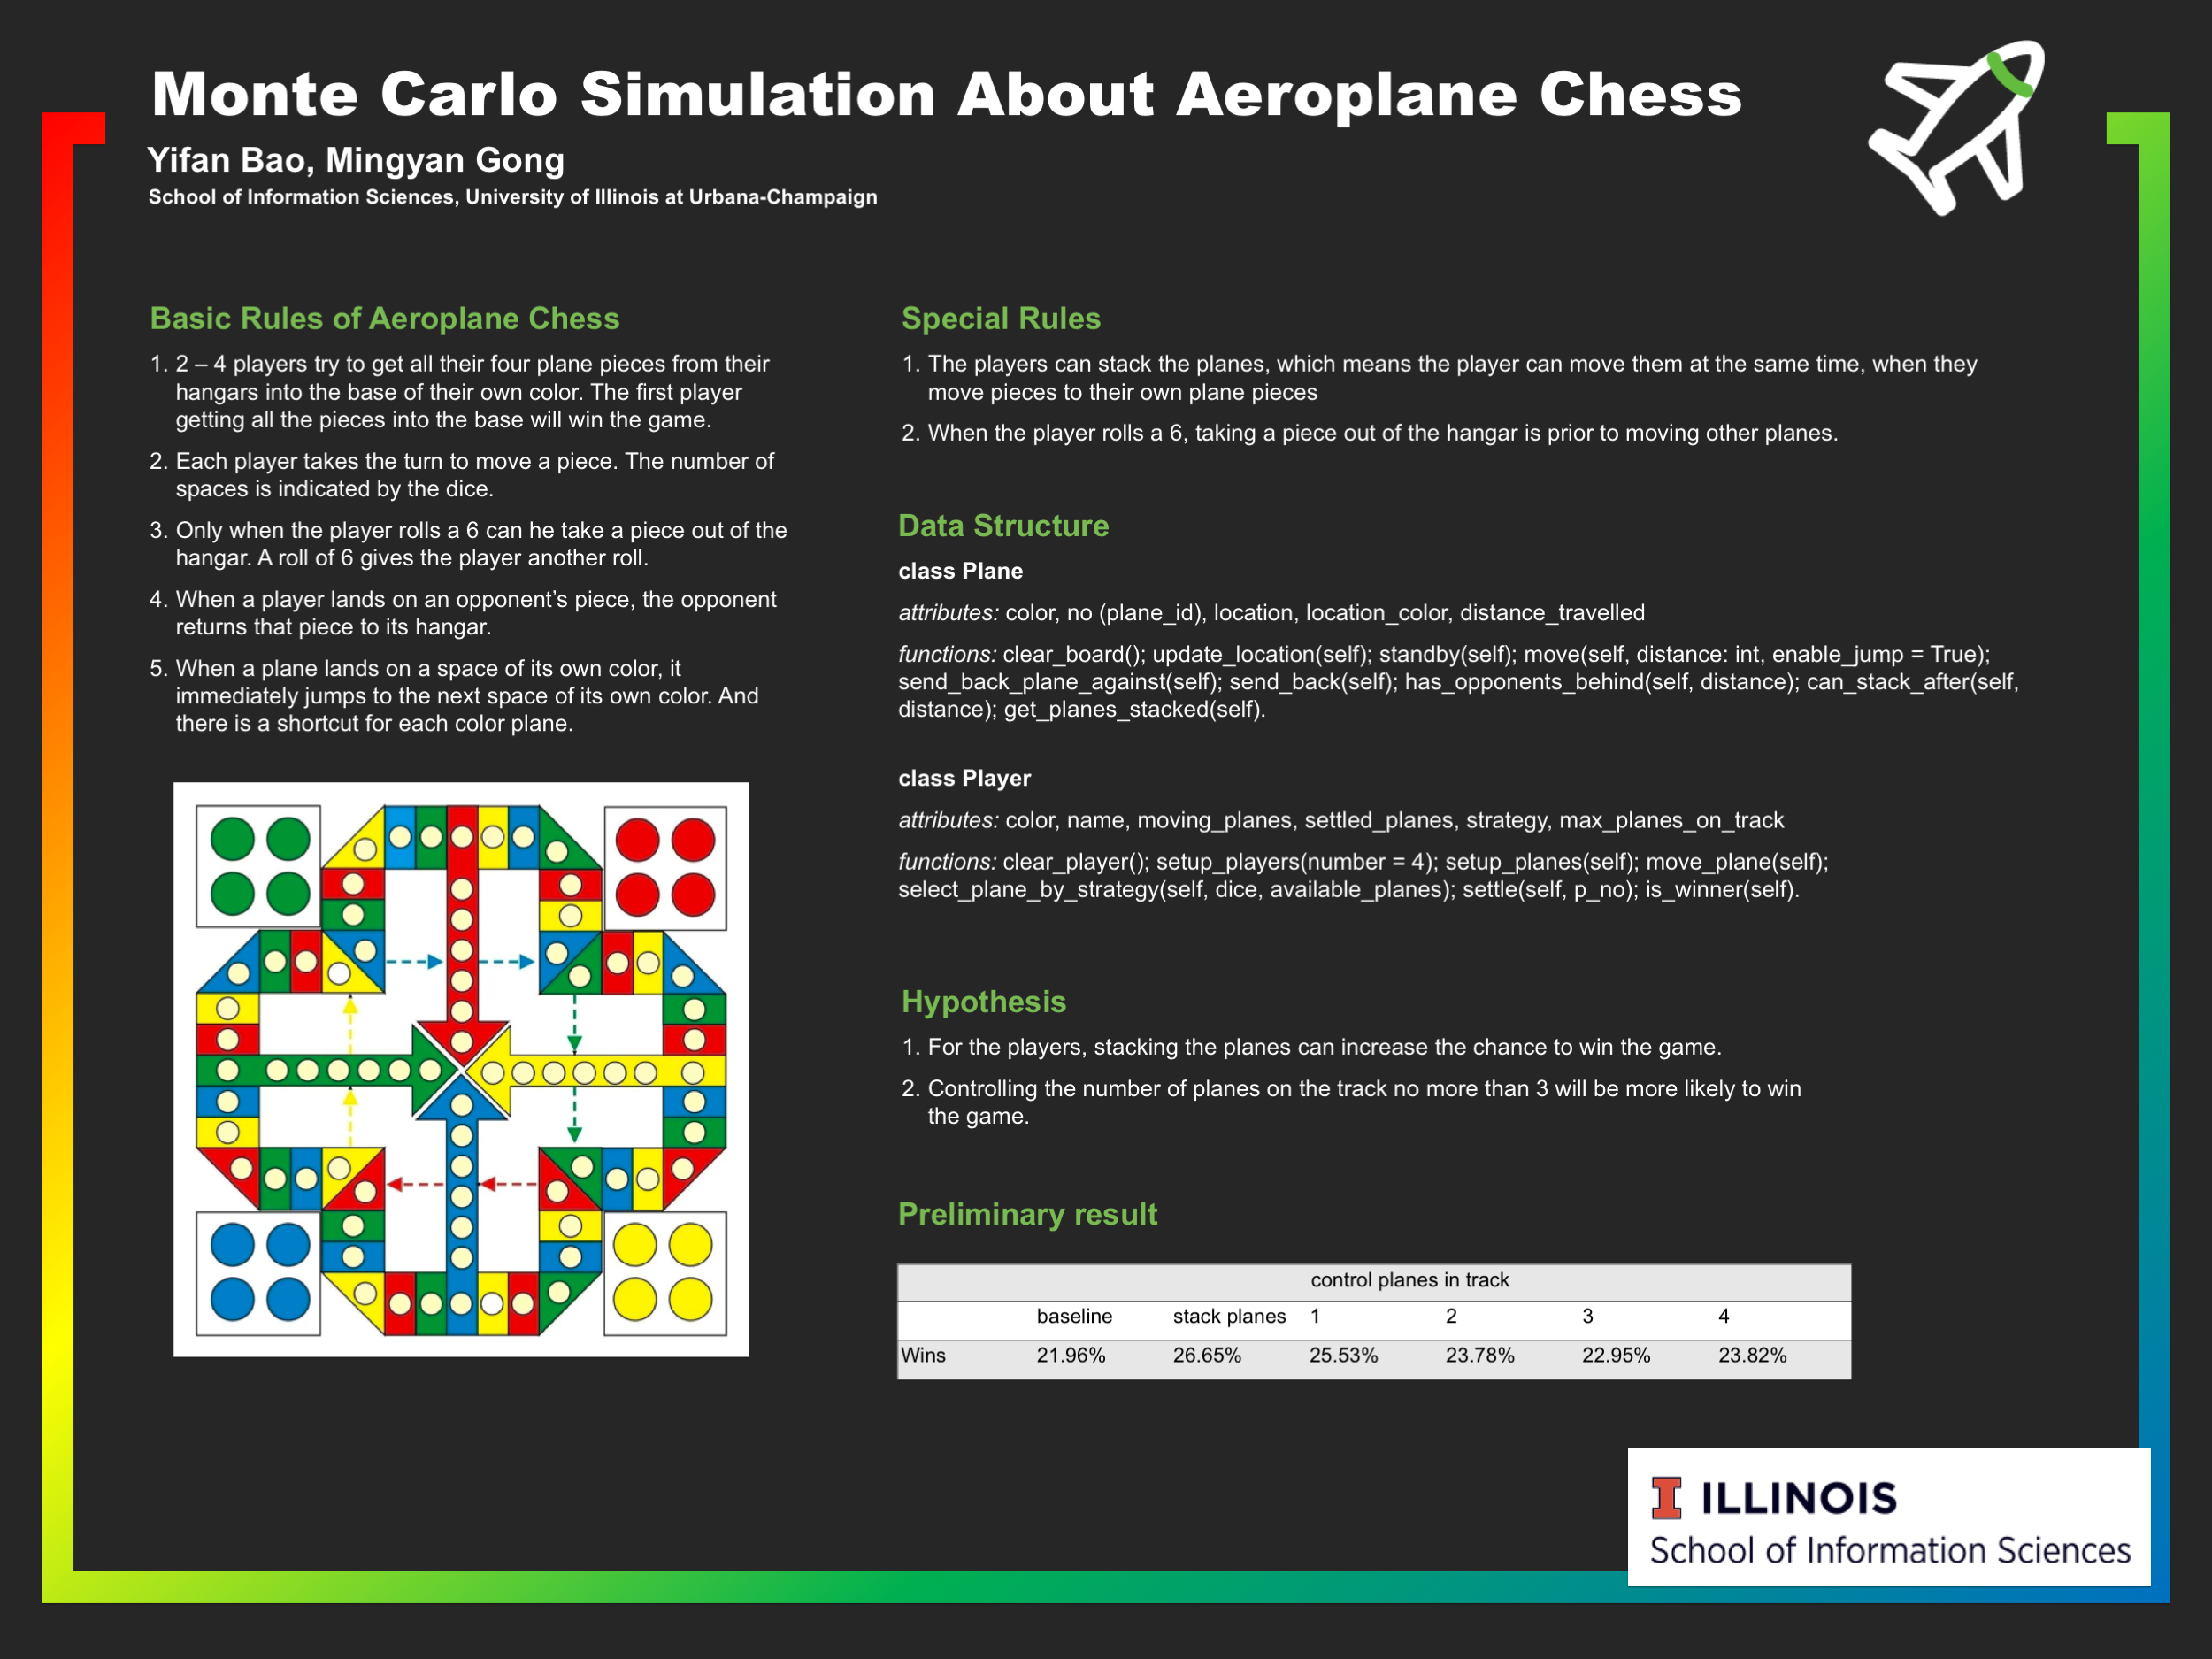 Monte Carlo Simulation About Aeroplane Chess
Yifan Bao, Mingyan Gong
School of Information Sciences, University of Illinois at Urbana-Champaign
Basic Rules of Aeroplane Chess
1. 2 – 4 players try to get all their four plane pieces from their
hangars into the base of their own color. The first player
getting all the pieces into the base will win the game.
2. Each player takes the turn to move a piece. The number of
spaces is indicated by the dice.
3. Only when the player rolls a 6 can he take a piece out of the
hangar. A roll of 6 gives the player another roll.
4. When a player lands on an opponent’s piece, the opponent
returns that piece to its hangar.
5. When a plane lands on a space of its own color, it
immediately jumps to the next space of its own color. And
there is a shortcut for each color plane.
Special Rules
1. The players can stack the planes, which means the player can move them at the same time, when they
move pieces to their own plane pieces
2. When the player rolls a 6, taking a piece out of the hangar is prior to moving other planes.
Data Structure
class Plane
attributes: color, no (plane_id), location, location_color, distance_travelled
functions: clear_board(); update_location(self); standby(self); move(self, distance: int, enable_jump = True);
send_back_plane_against(self); send_back(self); has_opponents_behind(self, distance); can_stack_after(self,
distance); get_planes_stacked(self).
class Player
attributes: color, name, moving_planes, settled_planes, strategy, max_planes_on_track
functions: clear_player(); setup_players(number = 4); setup_planes(self); move_plane(self);
select_plane_by_strategy(self, dice, available_planes); settle(self, p_no); is_winner(self).
Hypothesis
1. For the players, stacking the planes can increase the chance to win the game.
2. Controlling the number of planes on the track no more than 3 will be more likely to win
the game.
Preliminary result
control planes in track
baseline stack planes 1 2 3 4
Wins 21.96% 26.65% 25.53% 23.78% 22.95% 23.82%
I ILLINOIS
School of Information Sciences